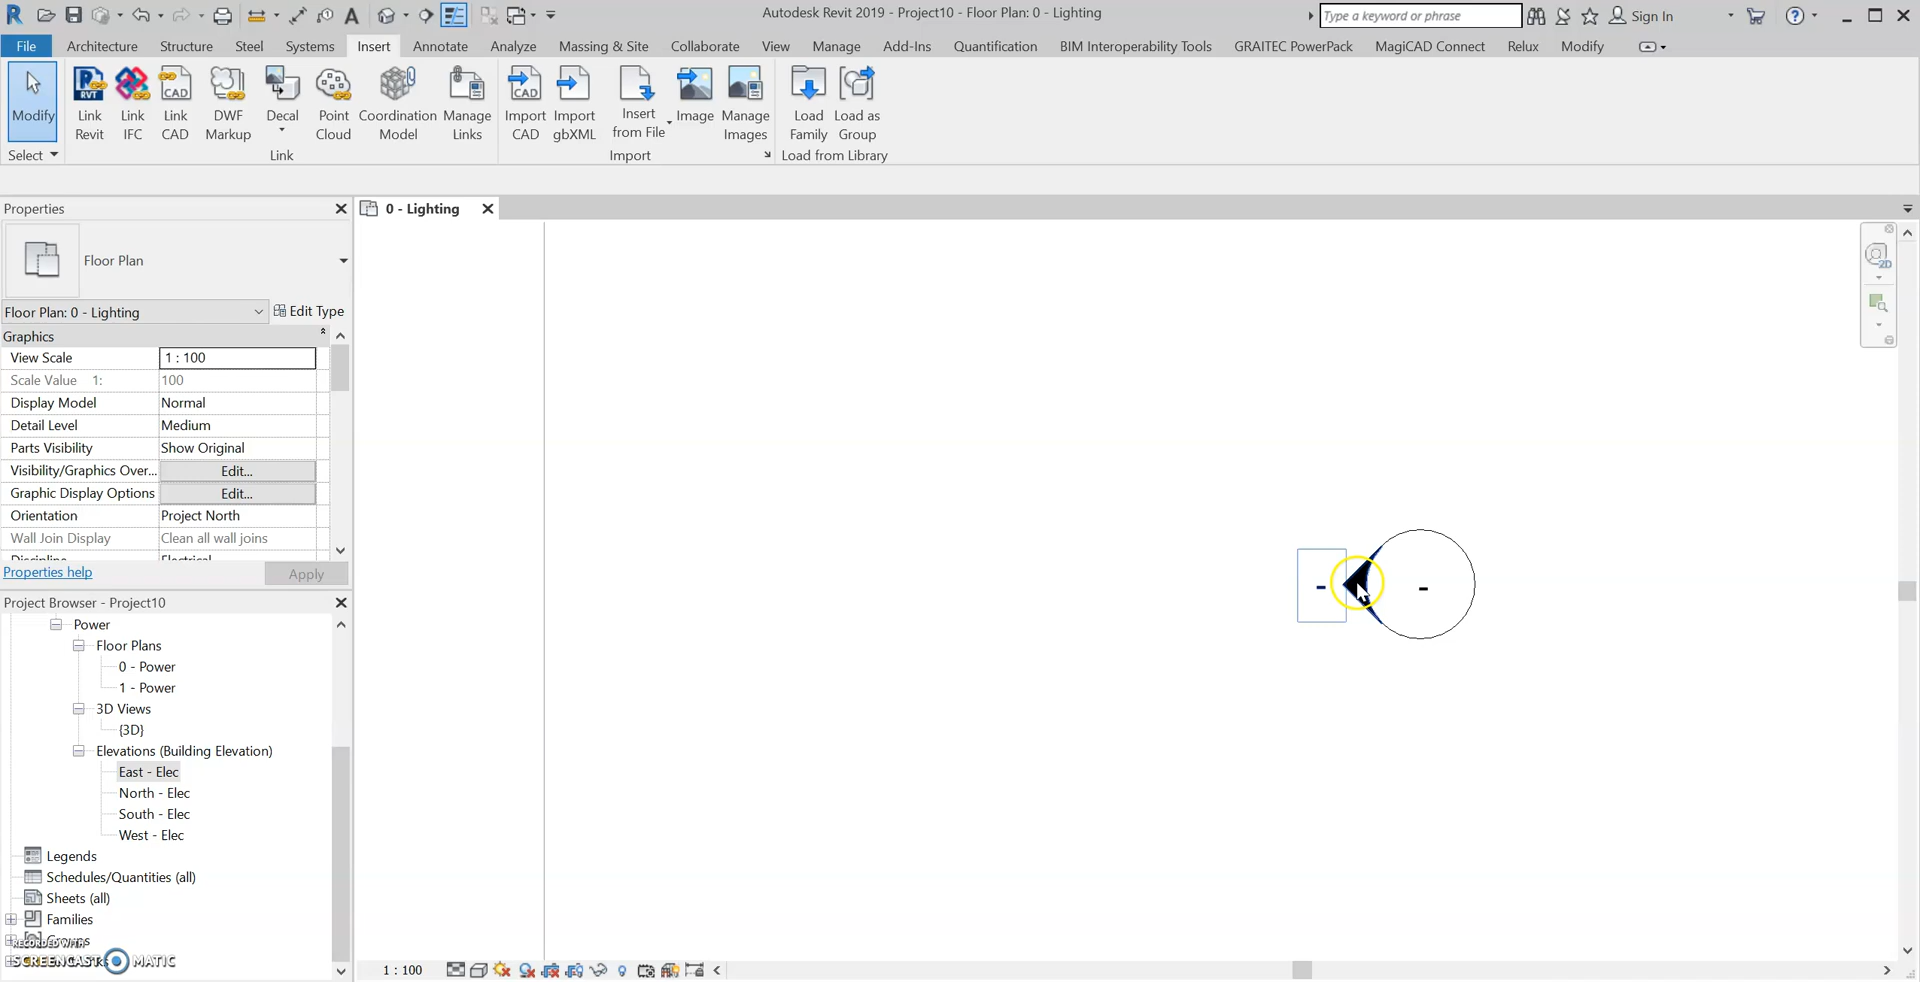 Autodesk Revit 2019 - Project10 - Floor Plan: 0 - Lighting
Type a keyword or phrase
Sign In
File Architecture Structure Steel Systems Insert Annotate Analyze Massing & Site Collaborate View Manage Add-Ins Quantification BIM Interoperability Tools GRAITEC PowerPack MagiCAD Connect Relux Modify
Modify
Link Revit
Link IFC
Link CAD
DWF Markup
Decal
Point Cloud
Coordination Model
Manage Links
Import CAD
Import gbXML
Insert from File
Image
Manage Images
Load Family
Load as Group
Select
Link
Import
Load from Library
Properties
0 - Lighting
Floor Plan
Floor Plan: 0 - Lighting
Edit Type
Graphics
View Scale 1 : 100
Scale Value 1: 100
Display Model Normal
Detail Level Medium
Parts Visibility Show Original
Visibility/Graphics Over... Edit...
Graphic Display Options Edit...
Orientation Project North
Wall Join Display Clean all wall joins
Discipline Electrical
Properties help
Apply
Project Browser - Project10
Power
Floor Plans
0 - Power
1 - Power
3D Views
{3D}
Elevations (Building Elevation)
East - Elec
North - Elec
South - Elec
West - Elec
Legends
Schedules/Quantities (all)
Sheets (all)
Families
Groups
RECORDED WITH
SCREENCAST MATIC
1 : 100
2D
- -